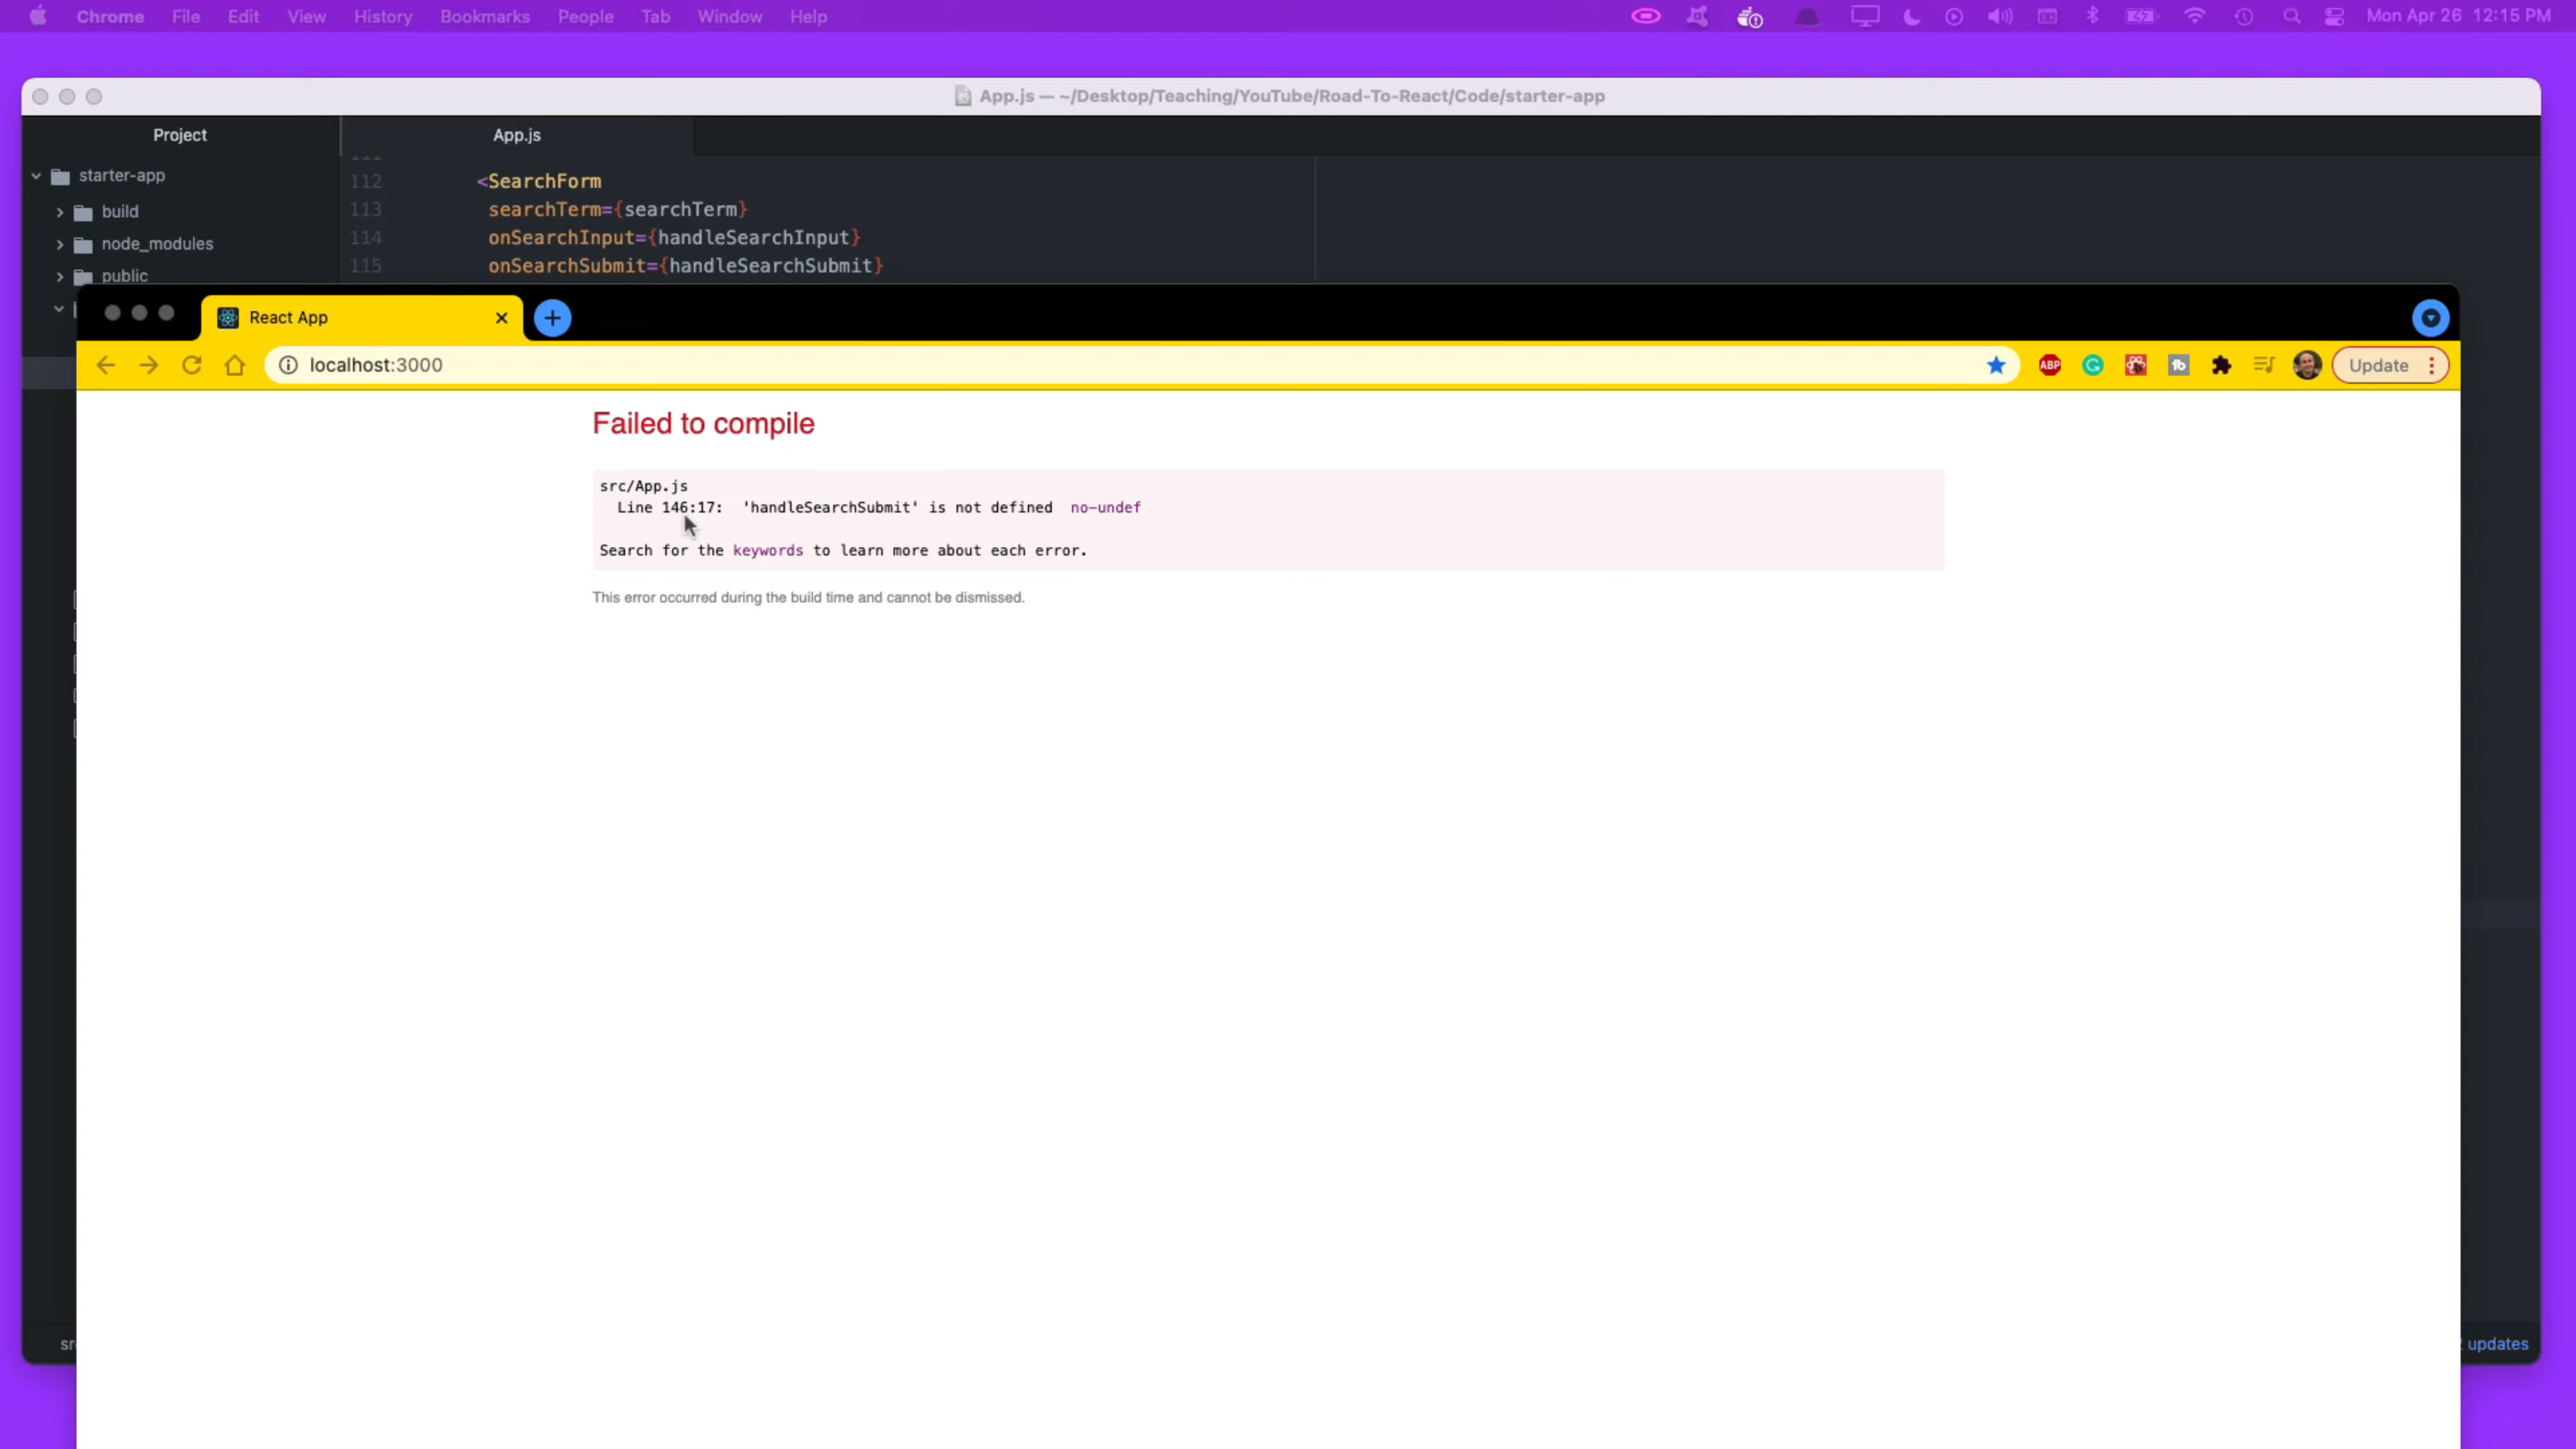 Chrome File Edit View History Bookmarks People Tab Window Help Mon Apr 26 12:15 PM
App.js — ~/Desktop/Teaching/YouTube/Road-To-React/Code/starter-app
Project App.js
starter-app
build
node_modules
public
112 <SearchForm
113 searchTerm={searchTerm}
114 onSearchInput={handleSearchInput}
115 onSearchSubmit={handleSearchSubmit}
React App
localhost:3000 ABP Update
Failed to compile
src/App.js
Line 146:17: 'handleSearchSubmit' is not defined no-undef
Search for the keywords to learn more about each error.
This error occurred during the build time and cannot be dismissed.
updates